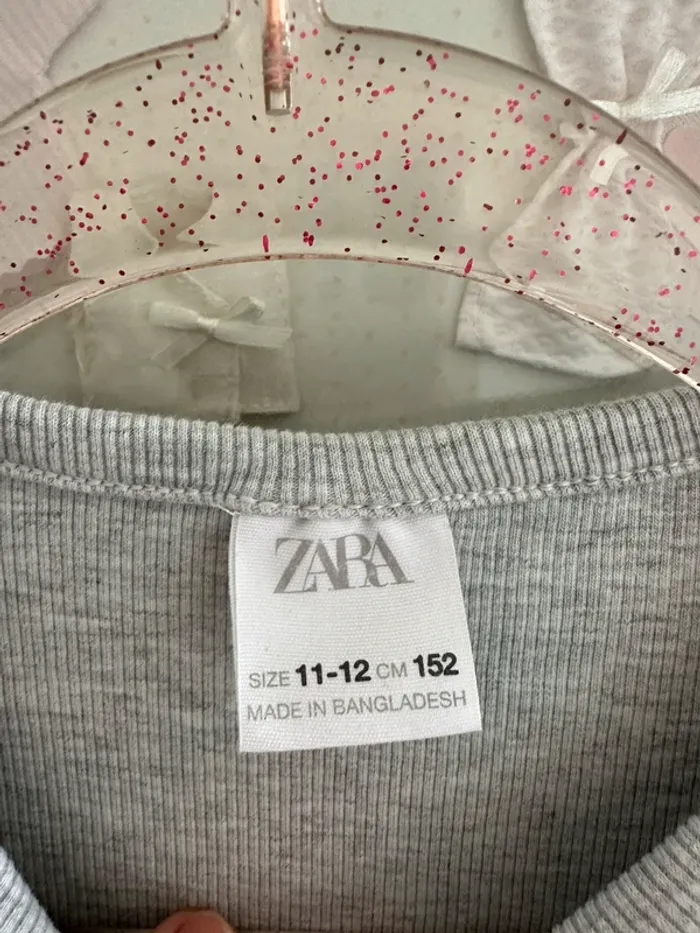 ZARA
SIZE 11-12 CM 152
MADE IN BANGLADESH